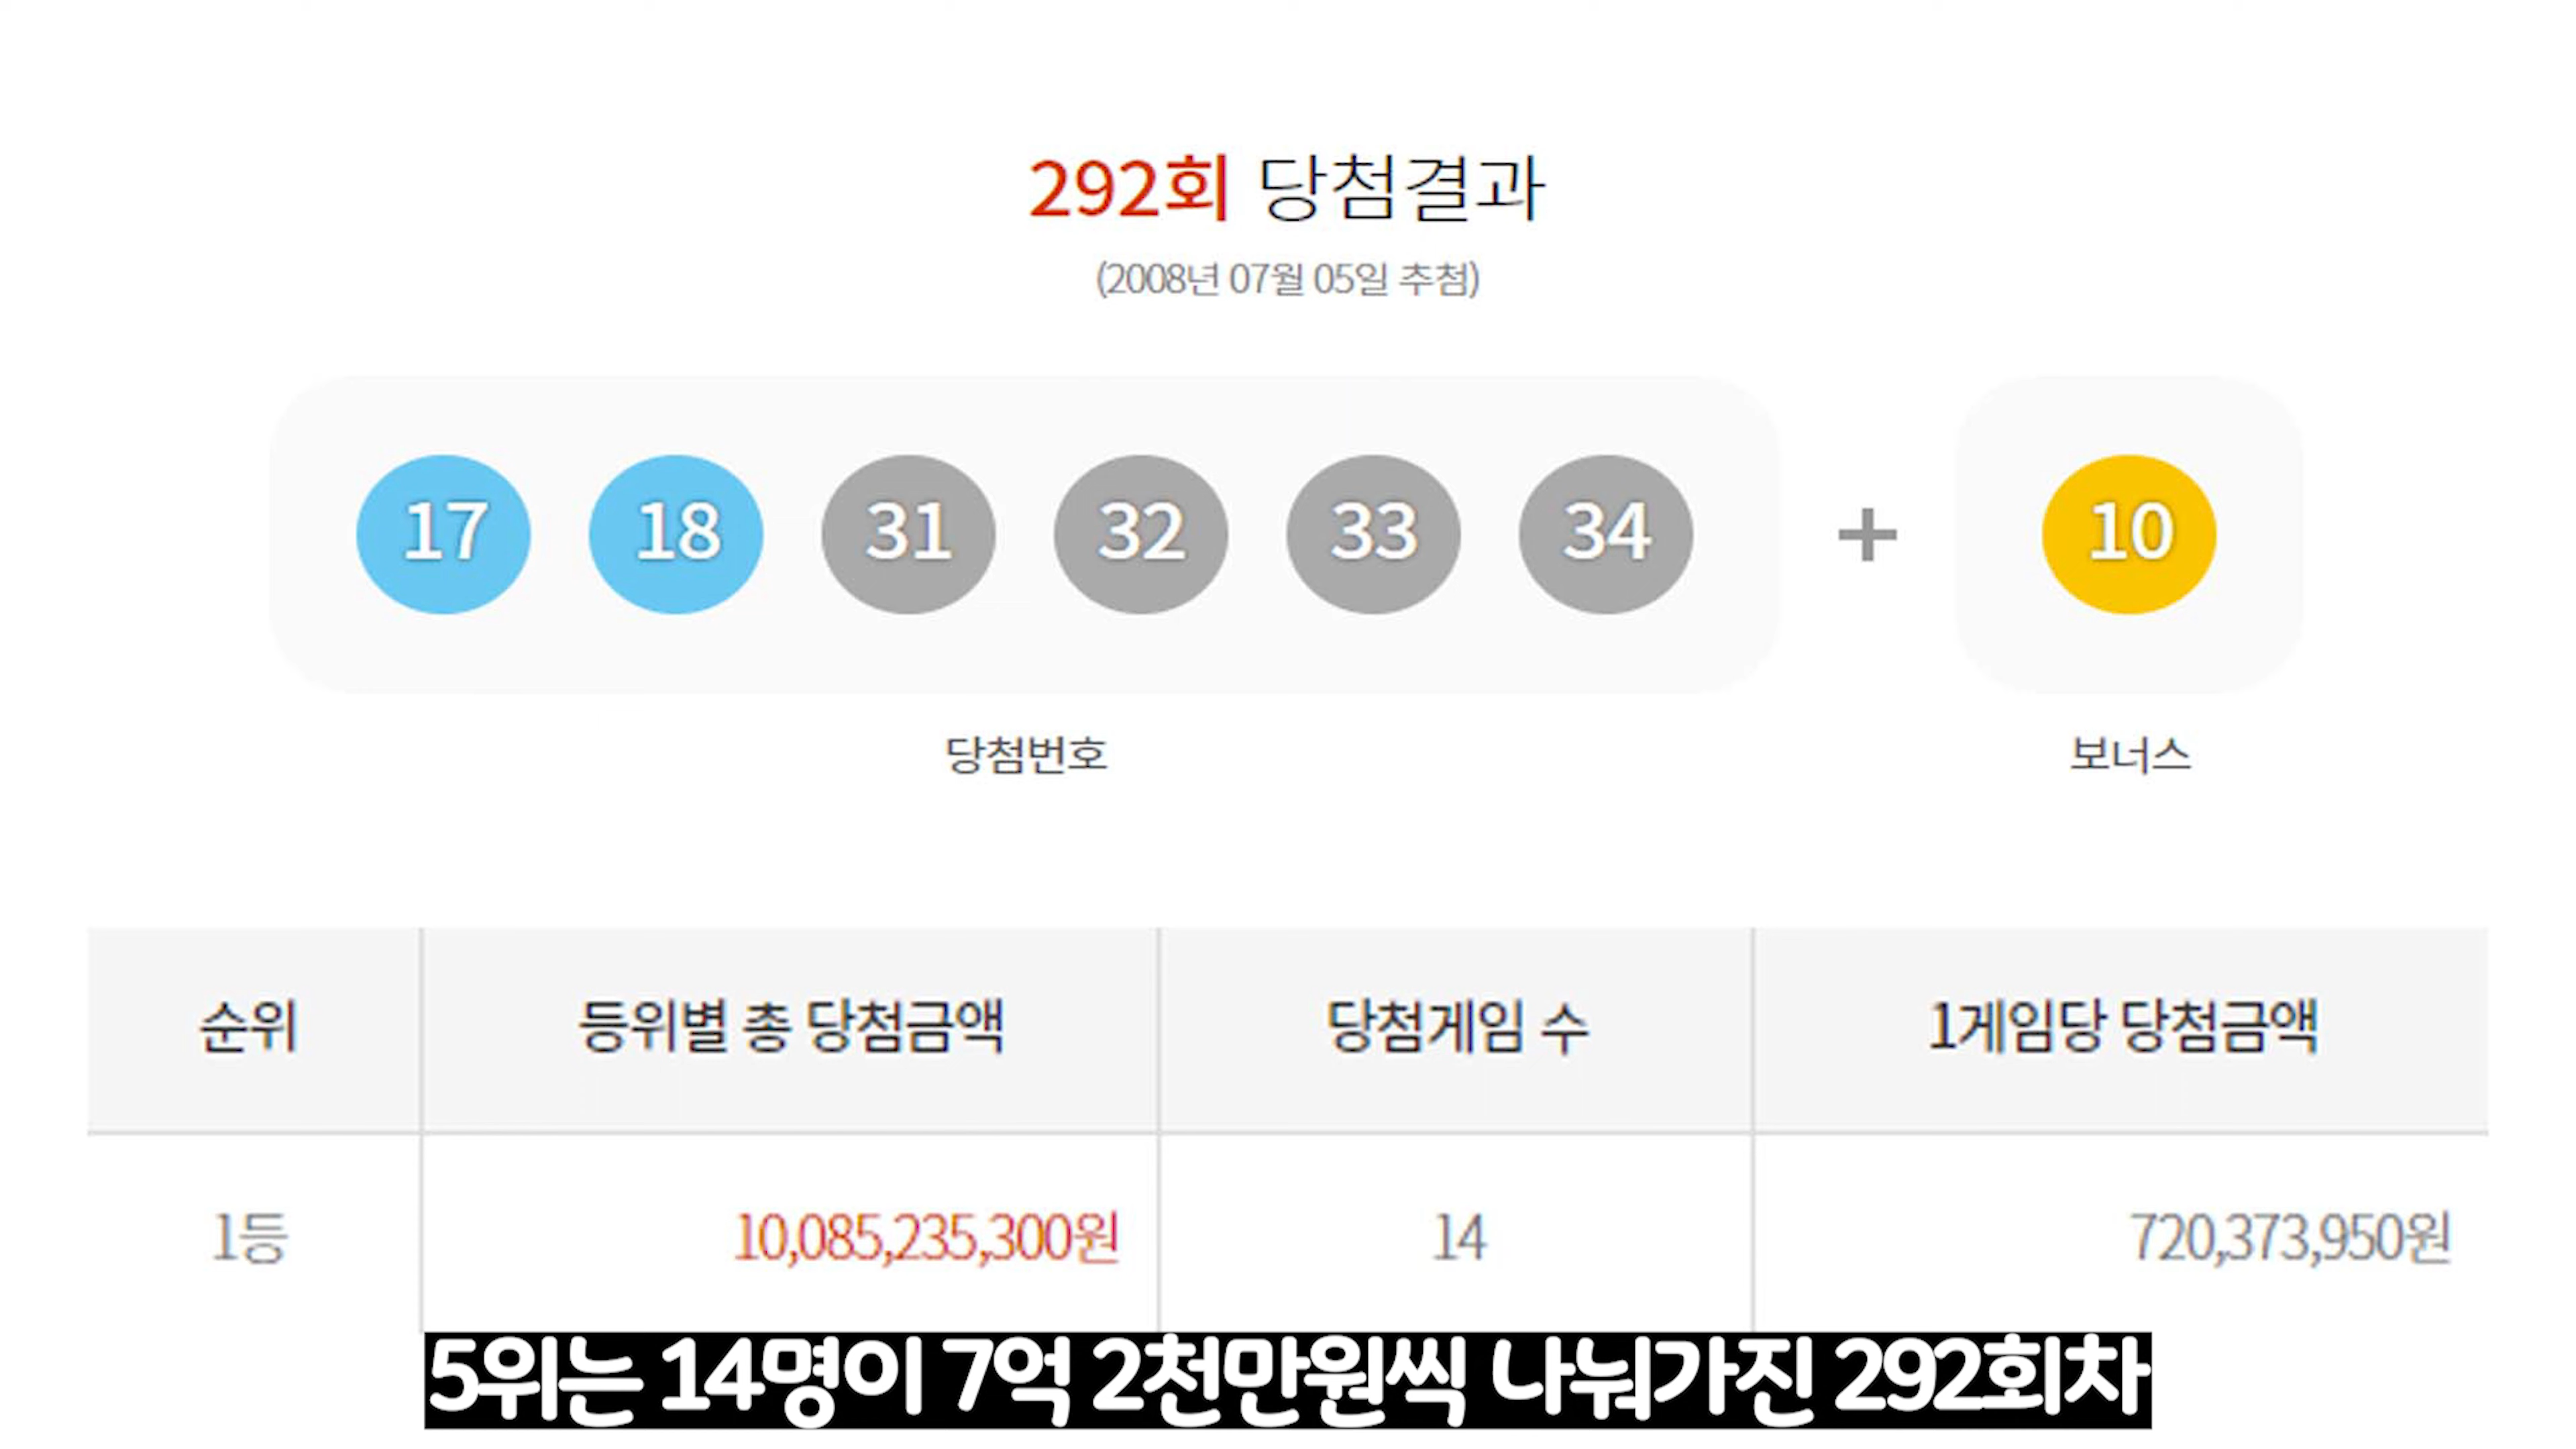 292회 당첨결과
(2008년 07월 05일 추첨)
17 18 31 32 33 34 + 10
당첨번호 보너스
순위 등위별 총 당첨금액 당첨게임 수 1게임당 당첨금액
1등 10,085,235,300원 14 720,373,950원
5위는 14명이 7억 2천만원씩 나눠가진 292회차